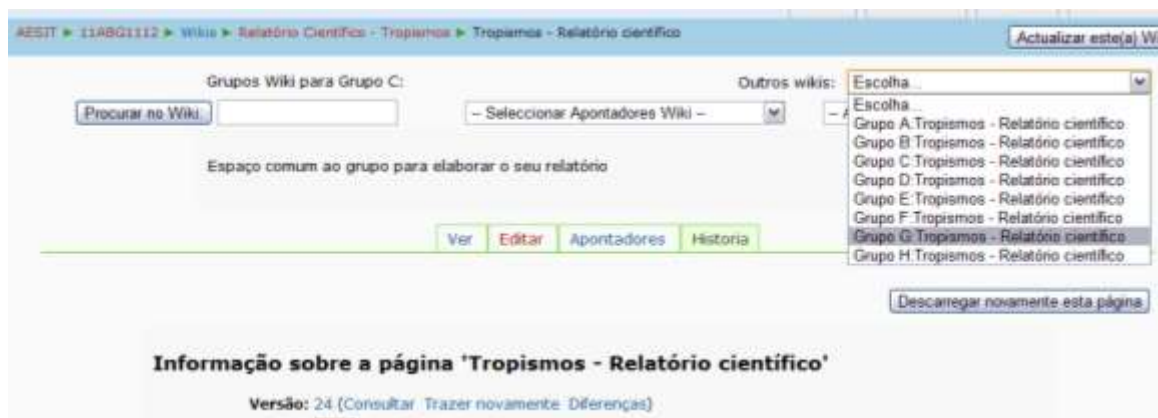 AESJT ► 11ABG1112 ► Wikis ► Relatório Científico - Tropismos ► Tropismos - Relatório científico
Actualizar este(a) Wi
Grupos Wiki para Grupo C:
Outros wikis: Escolha...
Procurar no Wiki:
-- Seleccionar Apontadores Wiki --
Escolha...
Grupo A:Tropismos - Relatório científico
Grupo B:Tropismos - Relatório científico
Grupo C:Tropismos - Relatório científico
Grupo D:Tropismos - Relatório científico
Grupo E:Tropismos - Relatório científico
Grupo F:Tropismos - Relatório científico
Grupo G:Tropismos - Relatório científico
Grupo H:Tropismos - Relatório científico
Espaço comum ao grupo para elaborar o seu relatório
Ver Editar Apontadores Historia
Descarregar novamente esta página
Informação sobre a página 'Tropismos - Relatório científico'
Versão: 24 (Consultar Trazer novamente Diferenças)